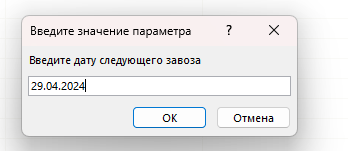 Введите значение параметра ?
Введите дату следующего завоза
29.04.2024
ОК Отмена